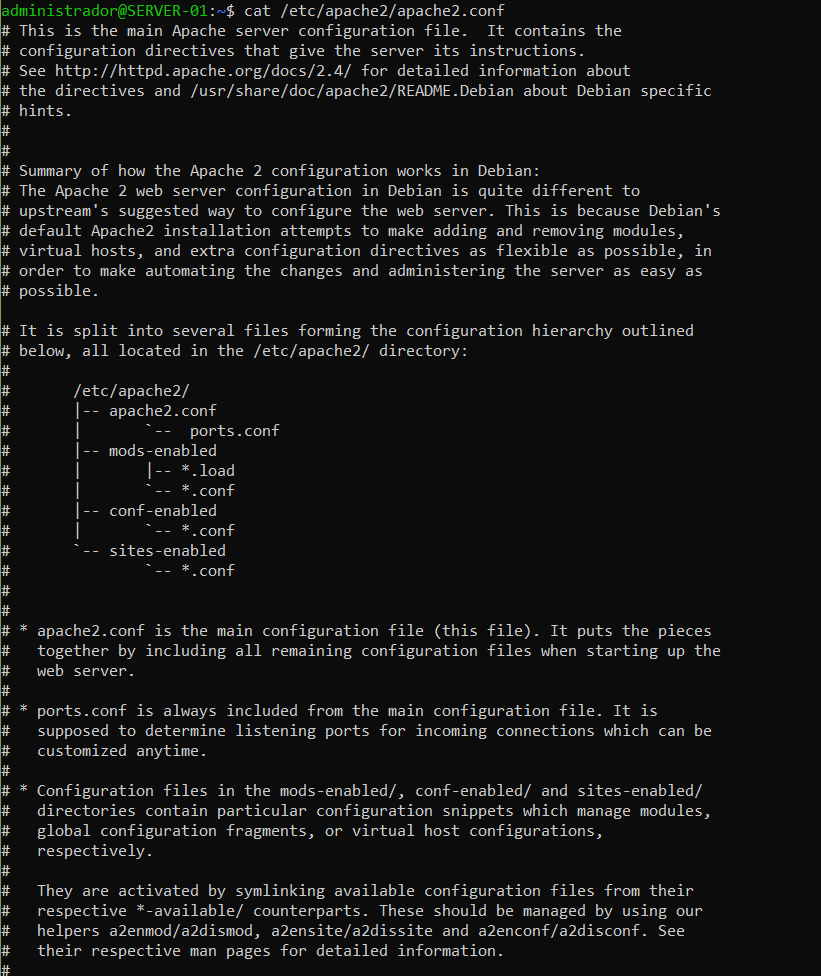 administrador@SERVER-01:~$ cat /etc/apache2/apache2.conf
# This is the main Apache server configuration file.  It contains the
# configuration directives that give the server its instructions.
# See http://httpd.apache.org/docs/2.4/ for detailed information about
# the directives and /usr/share/doc/apache2/README.Debian about Debian specific
# hints.
#
#
# Summary of how the Apache 2 configuration works in Debian:
# The Apache 2 web server configuration in Debian is quite different to
# upstream's suggested way to configure the web server. This is because Debian's
# default Apache2 installation attempts to make adding and removing modules,
# virtual hosts, and extra configuration directives as flexible as possible, in
# order to make automating the changes and administering the server as easy as
# possible.

# It is split into several files forming the configuration hierarchy outlined
# below, all located in the /etc/apache2/ directory:
#
#       /etc/apache2/
#       |-- apache2.conf
#       |       `--  ports.conf
#       |-- mods-enabled
#       |       |-- *.load
#       |       `-- *.conf
#       |-- conf-enabled
#       |       `-- *.conf
#       `-- sites-enabled
#               `-- *.conf
#
#
# * apache2.conf is the main configuration file (this file). It puts the pieces
#   together by including all remaining configuration files when starting up the
#   web server.
#
# * ports.conf is always included from the main configuration file. It is
#   supposed to determine listening ports for incoming connections which can be
#   customized anytime.
#
# * Configuration files in the mods-enabled/, conf-enabled/ and sites-enabled/
#   directories contain particular configuration snippets which manage modules,
#   global configuration fragments, or virtual host configurations,
#   respectively.
#
#   They are activated by symlinking available configuration files from their
#   respective *-available/ counterparts. These should be managed by using our
#   helpers a2enmod/a2dismod, a2ensite/a2dissite and a2enconf/a2disconf. See
#   their respective man pages for detailed information.
#